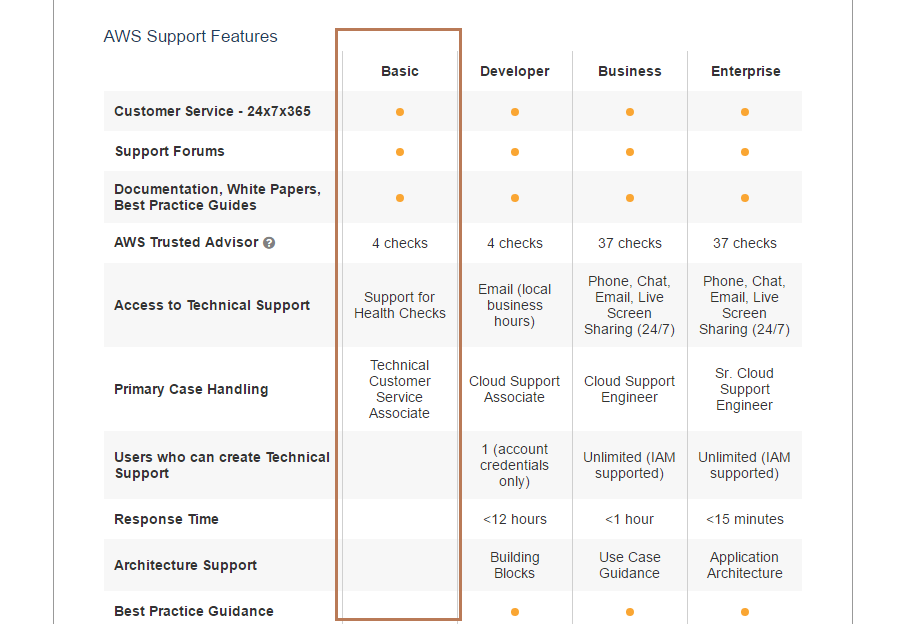 AWS Support Features
Basic Developer Business Enterprise
Customer Service - 24x7x365
Support Forums
Documentation, White Papers,
Best Practice Guides
AWS Trusted Advisor ? 4 checks 4 checks 37 checks 37 checks
Access to Technical Support
Support for
Health Checks
Email (local
business
hours)
Phone, Chat,
Email, Live
Screen
Sharing (24/7)
Phone, Chat,
Email, Live
Screen
Sharing (24/7)
Primary Case Handling
Technical
Customer
Service
Associate
Cloud Support
Associate
Cloud Support
Engineer
Sr. Cloud
Support
Engineer
Users who can create Technical
Support
1 (account
credentials
only)
Unlimited (IAM
supported)
Unlimited (IAM
supported)
Response Time <12 hours <1 hour <15 minutes
Architecture Support
Building
Blocks
Use Case
Guidance
Application
Architecture
Best Practice Guidance